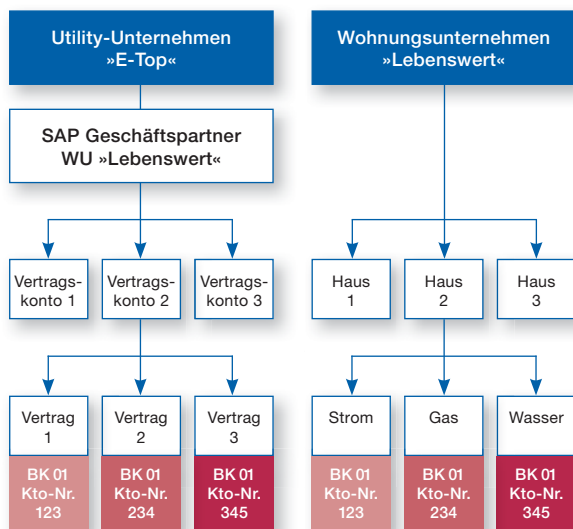 Utility-Unternehmen
»E-Top«
Wohnungsunternehmen
»Lebenswert«
SAP Geschäftspartner
WU »Lebenswert«
Vertrags-
konto 1
Vertrags-
konto 2
Vertrags-
konto 3
Haus
1
Haus
2
Haus
3
Vertrag
1
Vertrag
2
Vertrag
3
Strom
Gas
Wasser
BK 01
Kto-Nr.
123
BK 01
Kto-Nr.
234
BK 01
Kto-Nr.
345
BK 01
Kto-Nr.
123
BK 01
Kto-Nr.
234
BK 01
Kto-Nr.
345